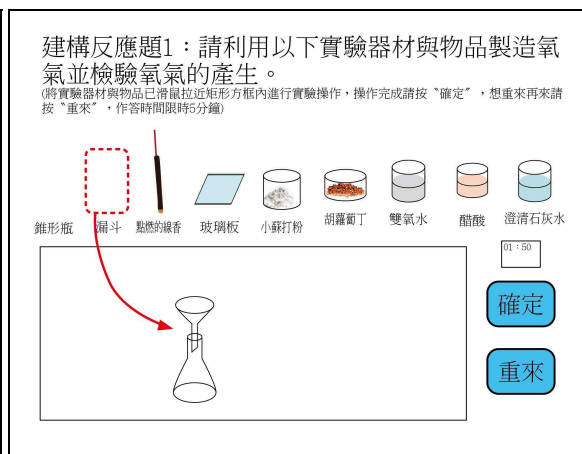 建構反應題1：請利用以下實驗器材與物品製造氧
氣並檢驗氧氣的產生。
(將實驗器材與物品已滑鼠拉近矩形方框內進行實驗操作，操作完成請按〝確定〞，想重來再來請
按〝重來〞，作答時間限時5分鐘)
錐形瓶 漏斗 點燃的線香 玻璃板 小蘇打粉 胡蘿蔔丁 雙氧水 醋酸 澄清石灰水
01：50
確定
重來